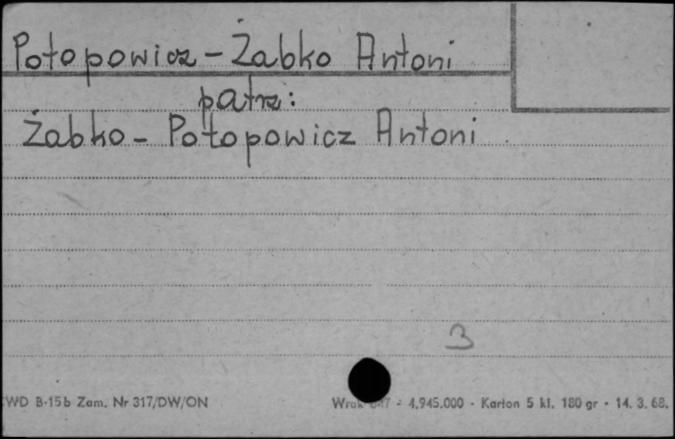 Potopowicz - Żabko Antoni
patrz:
Żabko - Potopowicz Antoni
3
WD B-15b Zam. Nr 317/DW/ON
- 4.945.000 - Karton 5 kl. 180 gr - 14. 3. 68.